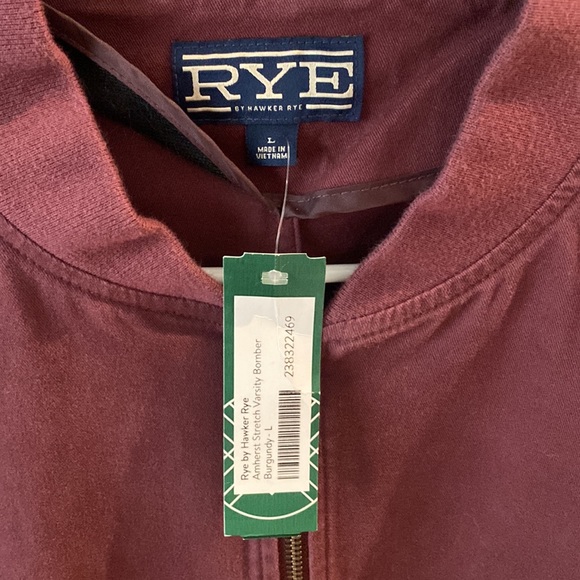 RYE
BY HAWKER RYE
L
MADE IN
VIETNAM
Rye by Hawker Rye
Amherst Stretch Varsity Bomber
Burgundy - L
238322469